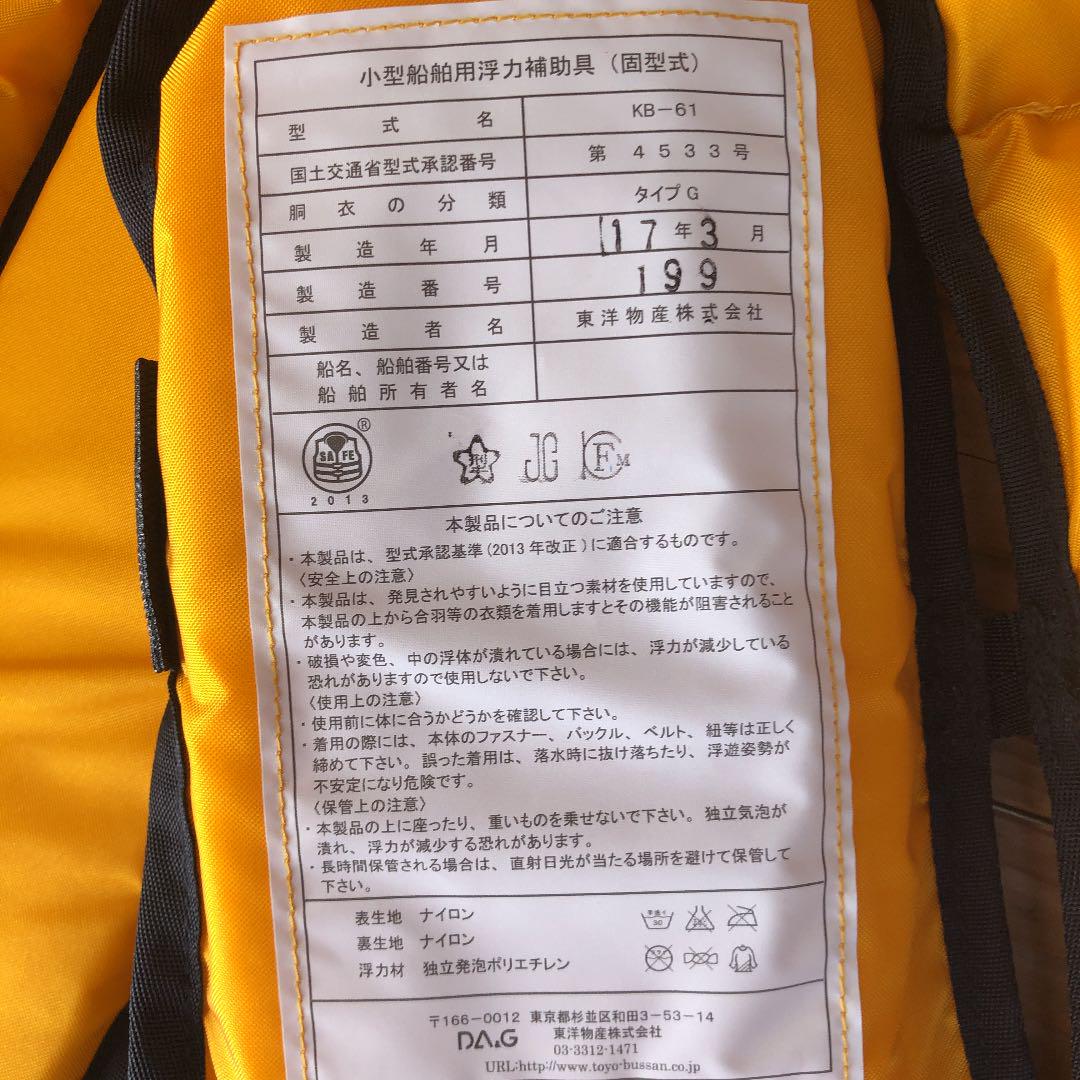 小型船舶用浮力補助具（固型式）
型式名 KB-61
国土交通省型式承認番号 第4533号
胴衣の分類 タイプG
製造年月 17年3月
製造番号 199
製造者名 東洋物産株式会社
船名、船舶番号又は
船舶所有者名
SAFE ®
2013
型 JCI FM
本製品についてのご注意
・本製品は、型式承認基準(2013年改正)に適合するものです。
〈安全上の注意〉
・本製品は、発見されやすいように目立つ素材を使用していますので、
本製品の上から合羽等の衣類を着用しますとその機能が阻害されること
があります。
・破損や変色、中の浮体が潰れている場合には、浮力が減少している
恐れがありますので使用しないで下さい。
〈使用上の注意〉
・使用前に体に合うかどうかを確認して下さい。
・着用の際には、本体のファスナー、バックル、ベルト、紐等は正しく
締めて下さい。誤った着用は、落水時に抜け落ちたり、浮遊姿勢が
不安定になり危険です。
〈保管上の注意〉
・本製品の上に座ったり、重いものを乗せないで下さい。独立気泡が
潰れ、浮力が減少する恐れがあります。
・長時間保管される場合は、直射日光が当たる場所を避けて保管して
下さい。
表生地 ナイロン
裏生地 ナイロン
浮力材 独立発泡ポリエチレン
〒166-0012 東京都杉並区和田3-53-14
DAG 東洋物産株式会社
03-3312-1471
URL:http://www.toyo-bussan.co.jp